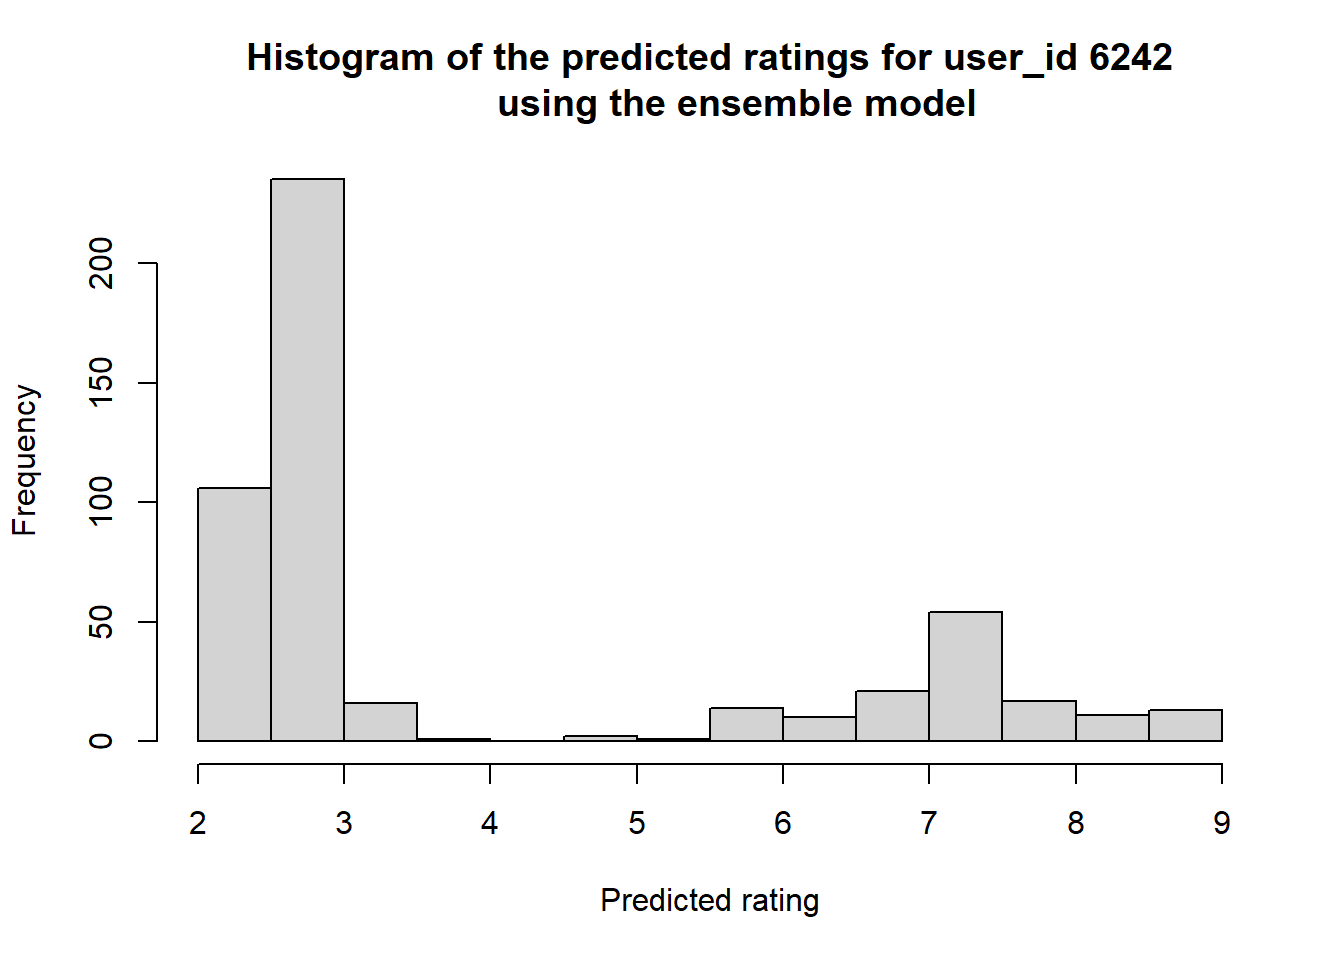 Histogram of the predicted ratings for user_id 6242
using the ensemble model
Frequency
200
150
100
50
0
2 3 4 5 6 7 8 9
Predicted rating